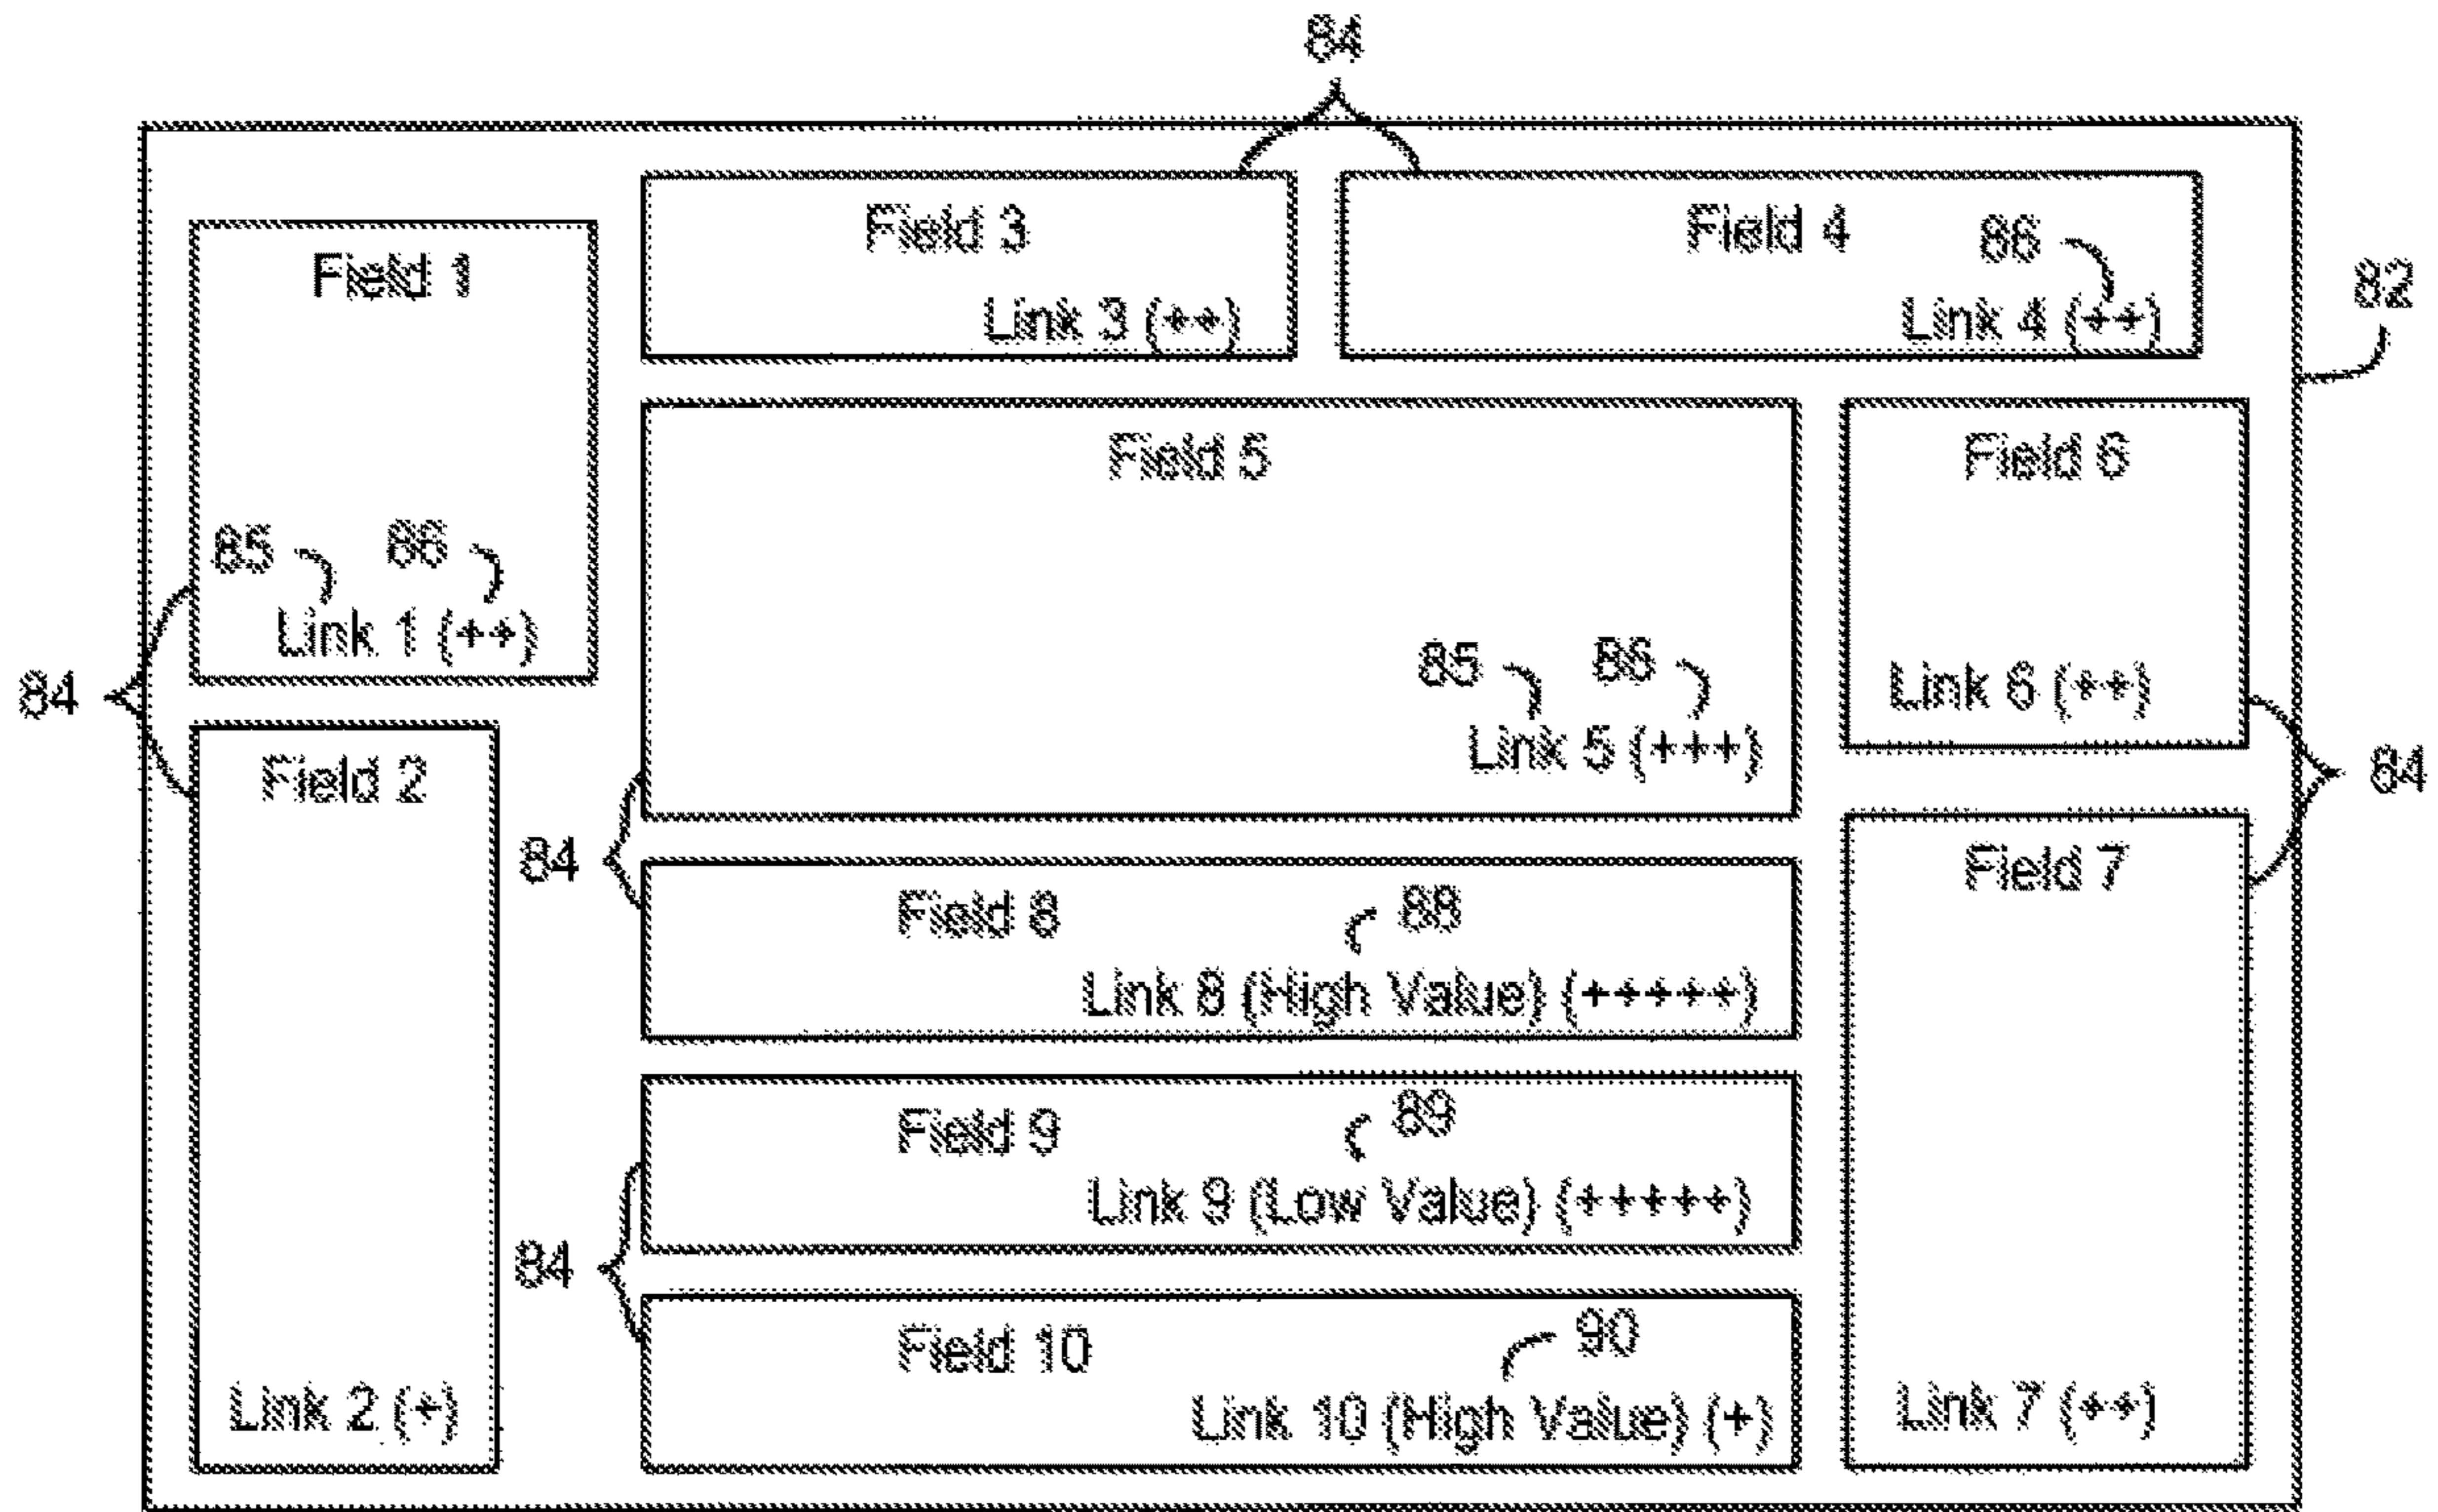 84
Field 3
Link 3 (++)
Field 4
86
Link 4 (++)
82
Field 1
85 86
Link 1 (++)
84
Field 5
85 86
Link 5 (+++)
Field 6
Link 6 (++)
84
Field 2
Link 2 (+)
84
Field 8
88
Link 8 (High Value) (+++++)
Field 7
Link 7 (++)
Field 9
89
Link 9 (Low Value) (+++++)
84
Field 10
90
Link 10 (High Value) (+)